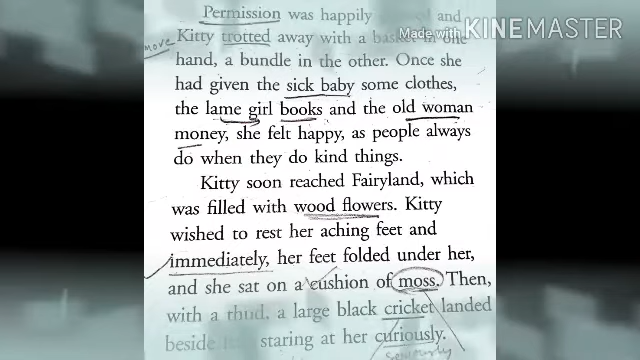 Made with KINEMASTER
Permission was happily and
move
Kitty trotted away with a basket in one
hand, a bundle in the other. Once she
had given the sick baby some clothes,
the lame girl books and the old woman
money, she felt happy, as people always
do when they do kind things.
Kitty soon reached Fairyland, which
was filled with wood flowers. Kitty
wished to rest her aching feet and
immediately, her feet folded under her,
and she sat on a cushion of moss. Then,
with a thud, a large black cricket landed
beside staring at her curiously.